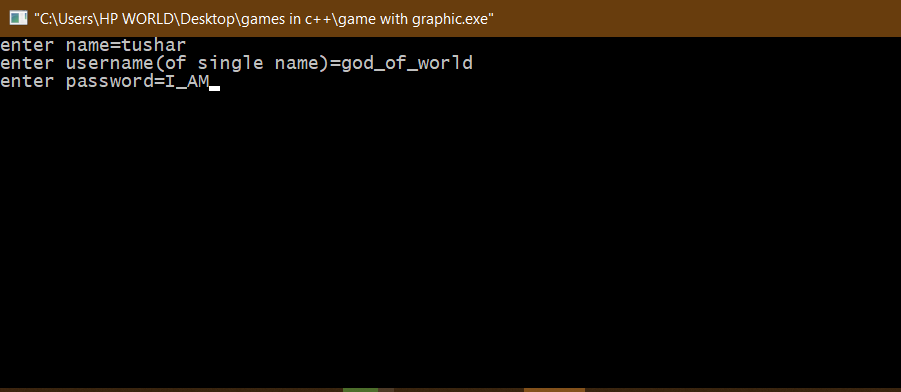 "C:\Users\HP WORLD\Desktop\games in c++\game with graphic.exe"
enter name=tushar
enter username(of single name)=god_of_world
enter password=I_AM